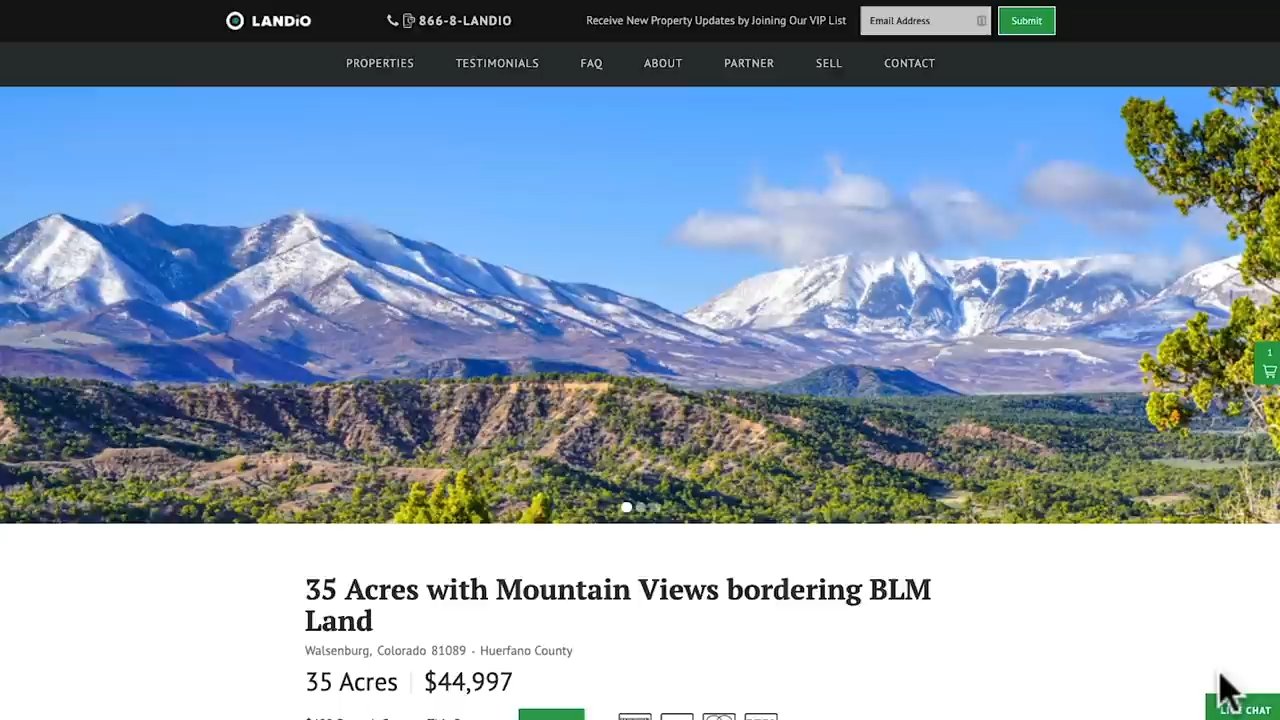 LANDiO
866-8-LANDIO
Receive New Property Updates by Joining Our VIP List
Email Address
Submit
PROPERTIES TESTIMONIALS FAQ ABOUT PARTNER SELL CONTACT
1
35 Acres with Mountain Views bordering BLM
Land
Walsenburg, Colorado 81089 - Huerfano County
35 Acres $44,997
CHAT